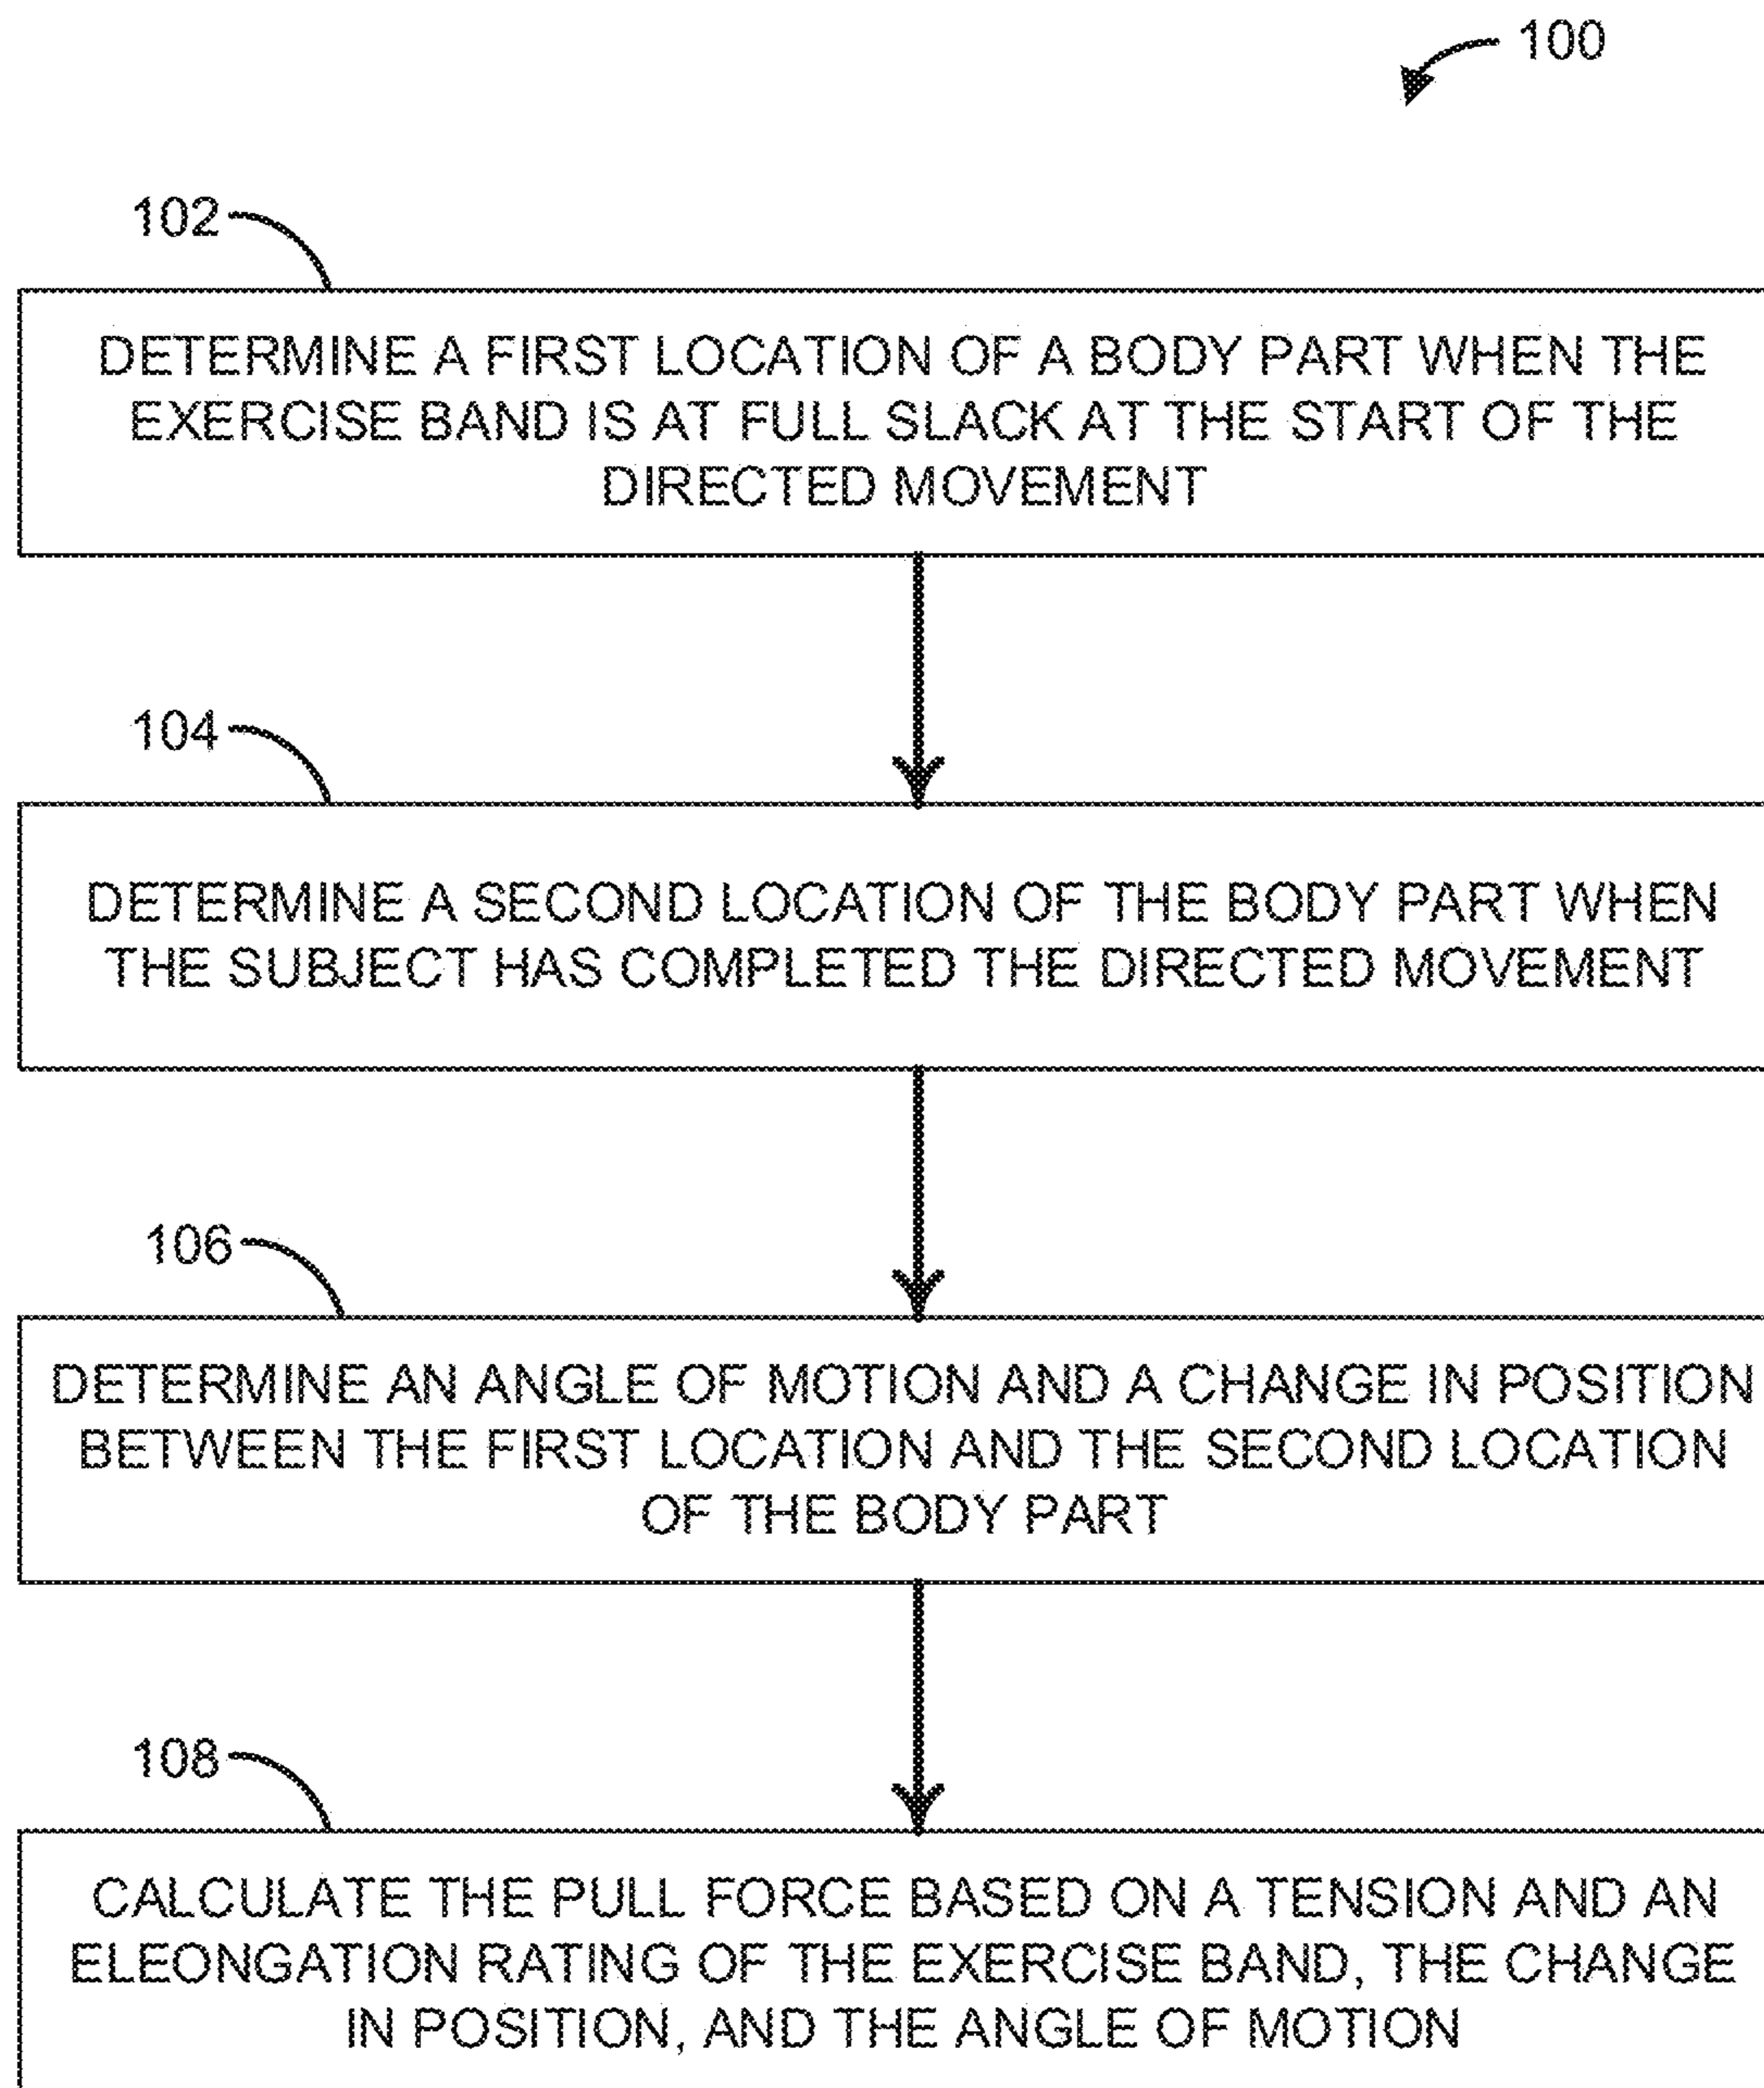 100
102
DETERMINE A FIRST LOCATION OF A BODY PART WHEN THE
EXERCISE BAND IS AT FULL SLACK AT THE START OF THE
DIRECTED MOVEMENT
104
DETERMINE A SECOND LOCATION OF THE BODY PART WHEN
THE SUBJECT HAS COMPLETED THE DIRECTED MOVEMENT
106
DETERMINE AN ANGLE OF MOTION AND A CHANGE IN POSITION
BETWEEN THE FIRST LOCATION AND THE SECOND LOCATION
OF THE BODY PART
108
CALCULATE THE PULL FORCE BASED ON A TENSION AND AN
ELEONGATION RATING OF THE EXERCISE BAND, THE CHANGE
IN POSITION, AND THE ANGLE OF MOTION